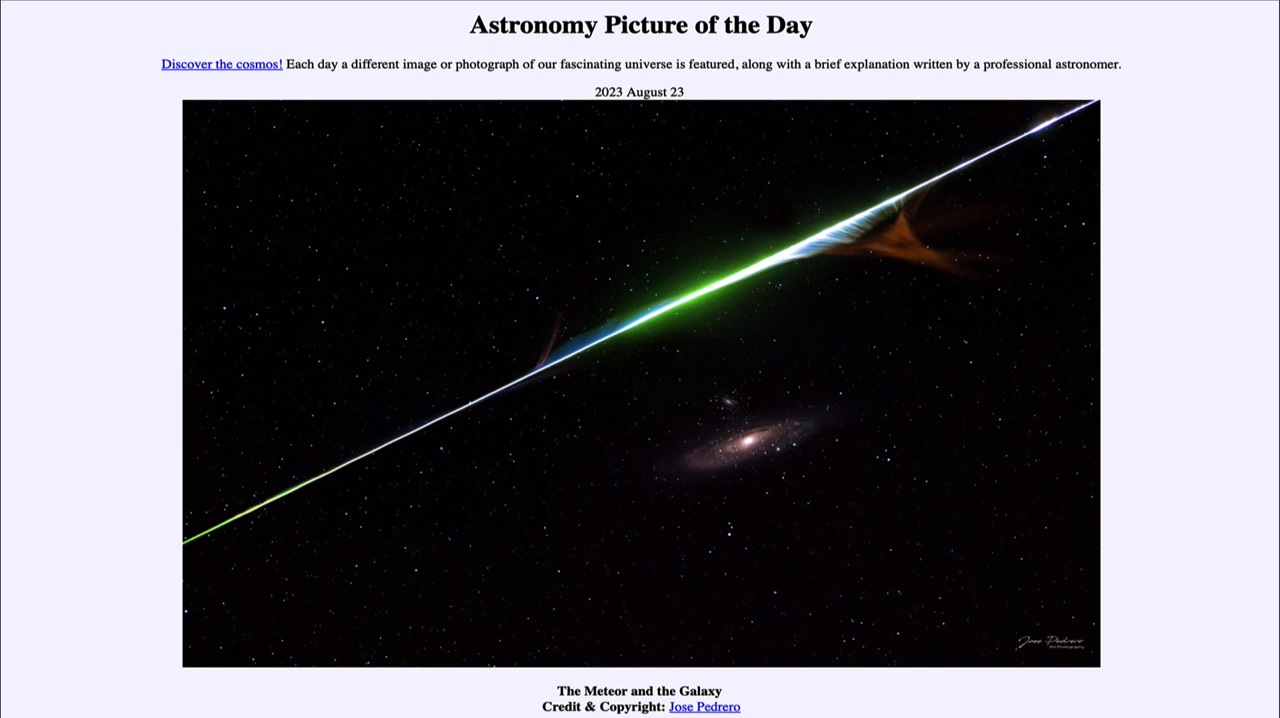 Astronomy Picture of the Day
Discover the cosmos! Each day a different image or photograph of our fascinating universe is featured, along with a brief explanation written by a professional astronomer.
2023 August 23
Jose Pedrero
The Meteor and the Galaxy
Credit & Copyright: Jose Pedrero